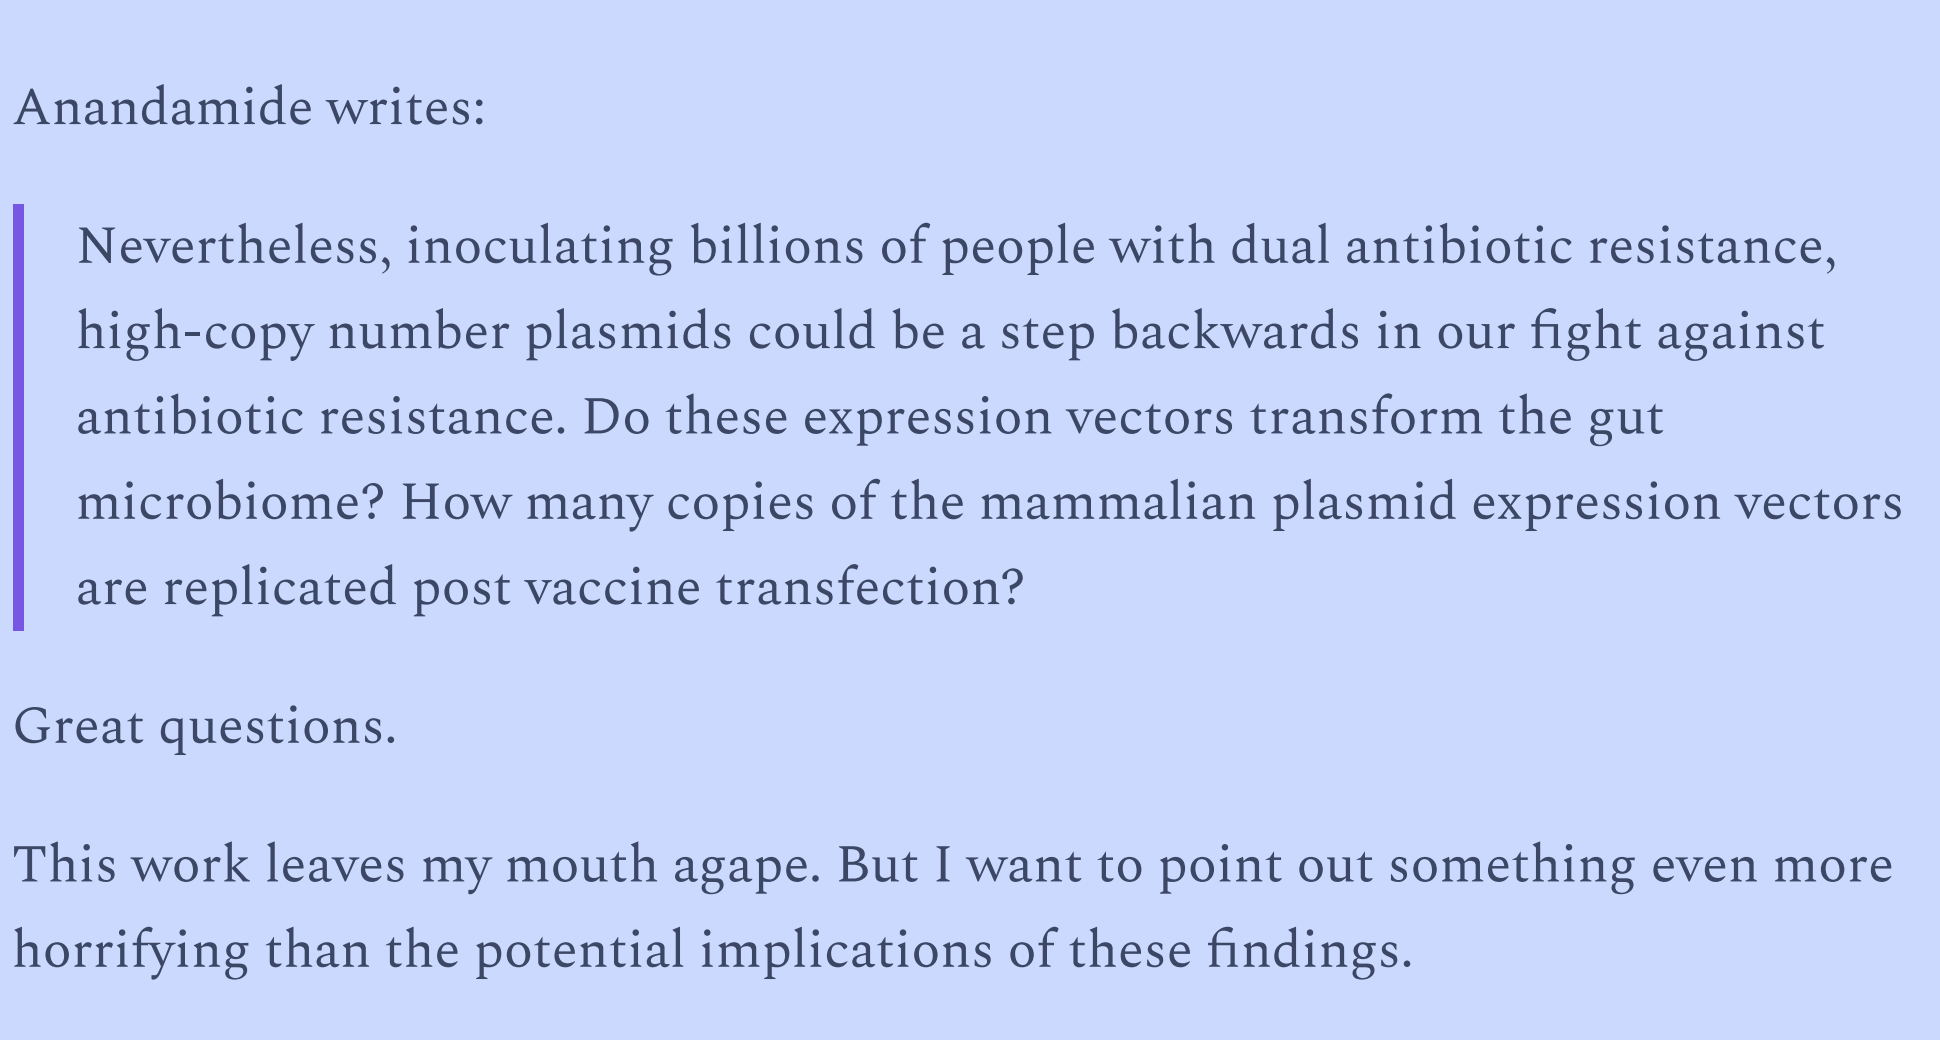 Anandamide writes:
Nevertheless, inoculating billions of people with dual antibiotic resistance,
high-copy number plasmids could be a step backwards in our fight against
antibiotic resistance. Do these expression vectors transform the gut
microbiome? How many copies of the mammalian plasmid expression vectors
are replicated post vaccine transfection?
Great questions.
This work leaves my mouth agape. But I want to point out something even more
horrifying than the potential implications of these findings.